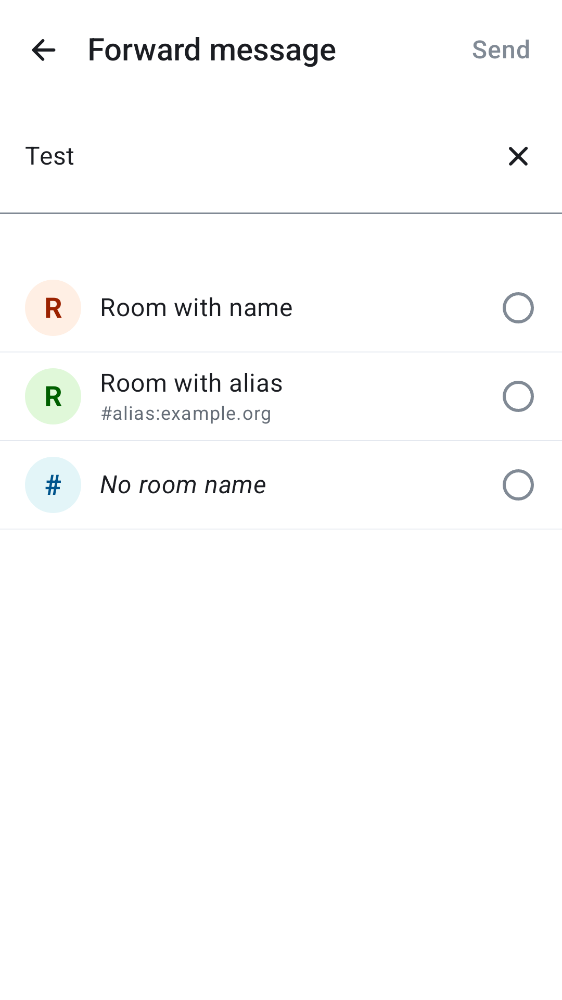 Forward message Send
Test
R Room with name
R Room with alias
#alias:example.org
# No room name